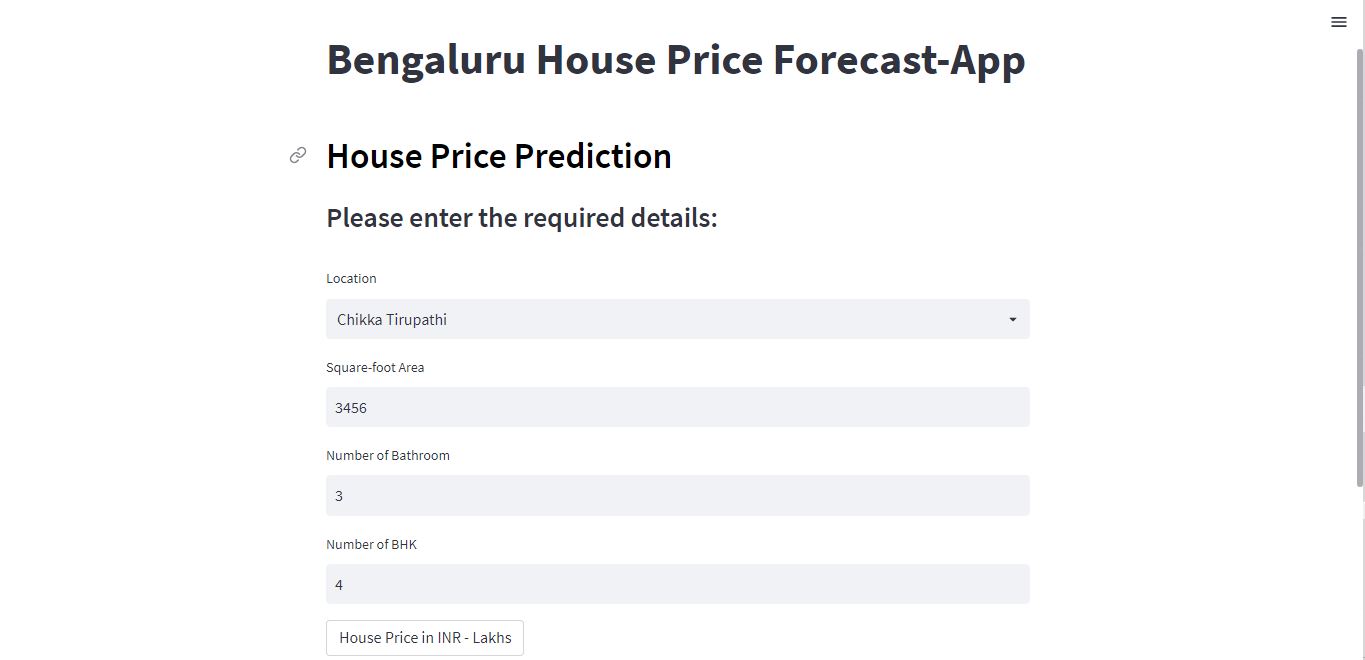 Bengaluru House Price Forecast-App
House Price Prediction
Please enter the required details:
Location
Chikka Tirupathi
Square-foot Area
3456
Number of Bathroom
3
Number of BHK
4
House Price in INR - Lakhs